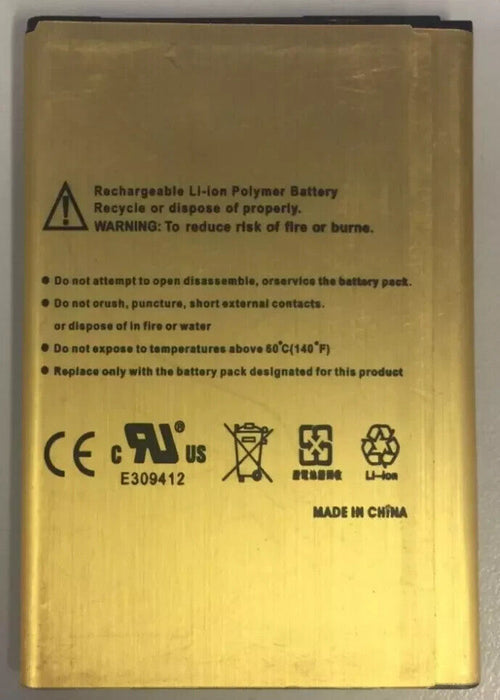 Rechargeable Li-ion Polymer Battery
Recycle or dispose of properly.
WARNING: To reduce risk of fire or burne.
● Do not attempt to open disassemble, orservice the battery pack.
● Do not orush, puncture, short external contacts.
or dispose of in fire or water
● Do not expose to temperatures above 60°C(140°F)
● Replace only with the battery pack designated for this product
CE c RU® US
E309412
Li-ion
MADE IN CHINA